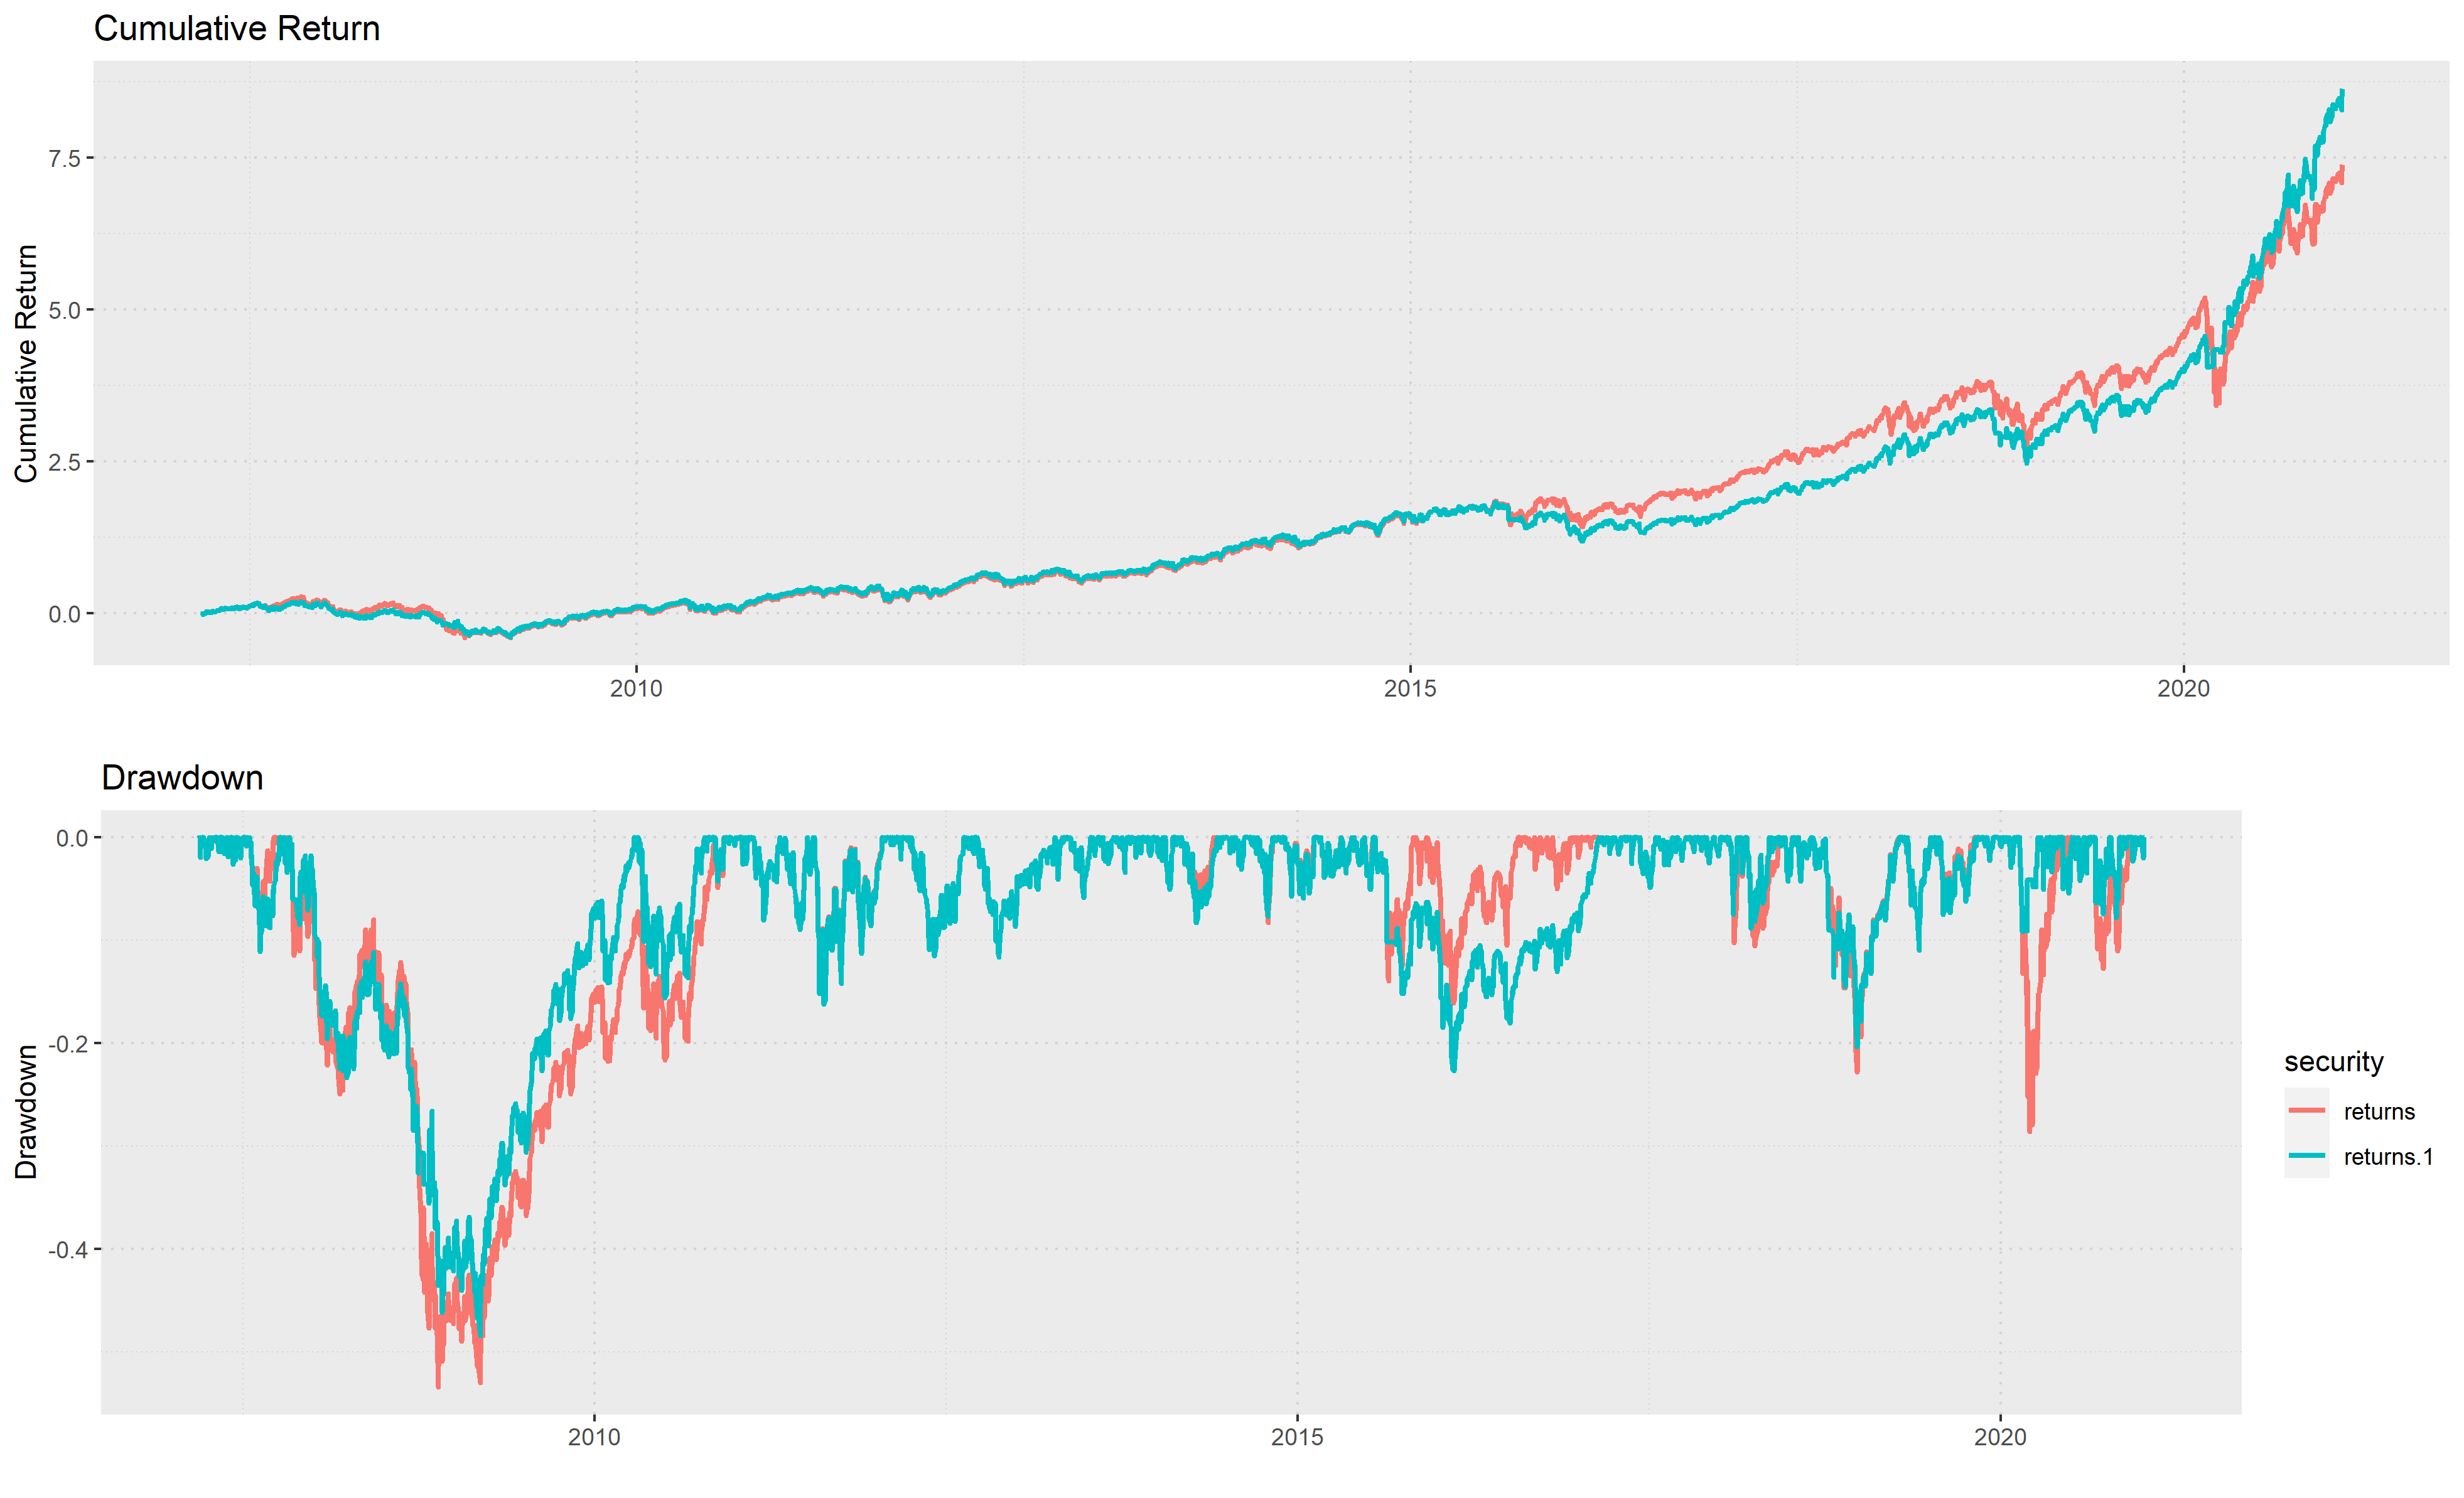 Cumulative Return
Cumulative Return
7.5
5.0
2.5
0.0
2010
2015
2020
Drawdown
Drawdown
0.0
-0.2
-0.4
2010
2015
2020
security
returns
returns.1